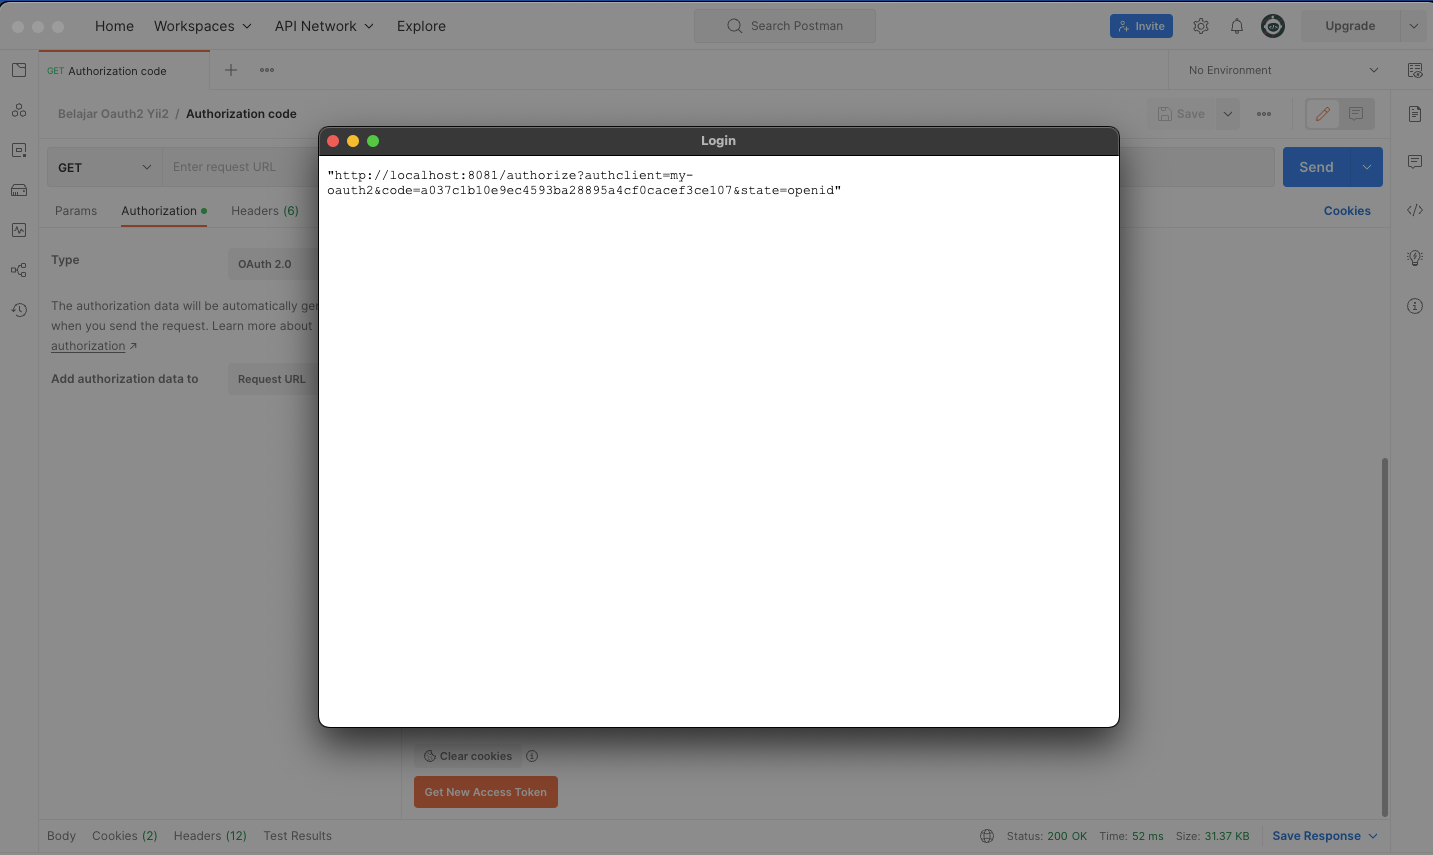 Home Workspaces API Network Explore Search Postman Invite Upgrade
GET Authorization code No Environment
Belajar Oauth2 Yii2 / Authorization code Save
Login
GET Enter request URL Send
"http://localhost:8081/authorize?authclient=my-
oauth2&code=a037c1b10e9ec4593ba28895a4cf0cacef3ce107&state=openid"
Params Authorization Headers (6) Cookies
Type OAuth 2.0
The authorization data will be automatically ge
when you send the request. Learn more about
authorization ↗
Add authorization data to Request URL
Clear cookies
Get New Access Token
Body Cookies (2) Headers (12) Test Results Status: 200 OK Time: 52 ms Size: 31.37 KB Save Response